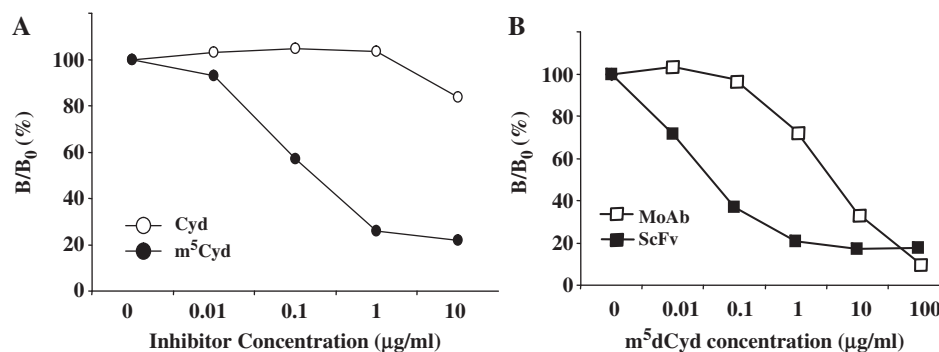 A
B/B₀ (%)
100
80
60
40
20
0
Cyd
m⁵Cyd
0 0.01 0.1 1 10
Inhibitor Concentration (μg/ml)
B
B/B₀ (%)
100
80
60
40
20
0
MoAb
ScFv
0 0.01 0.1 1 10 100
m⁵dCyd concentration (μg/ml)